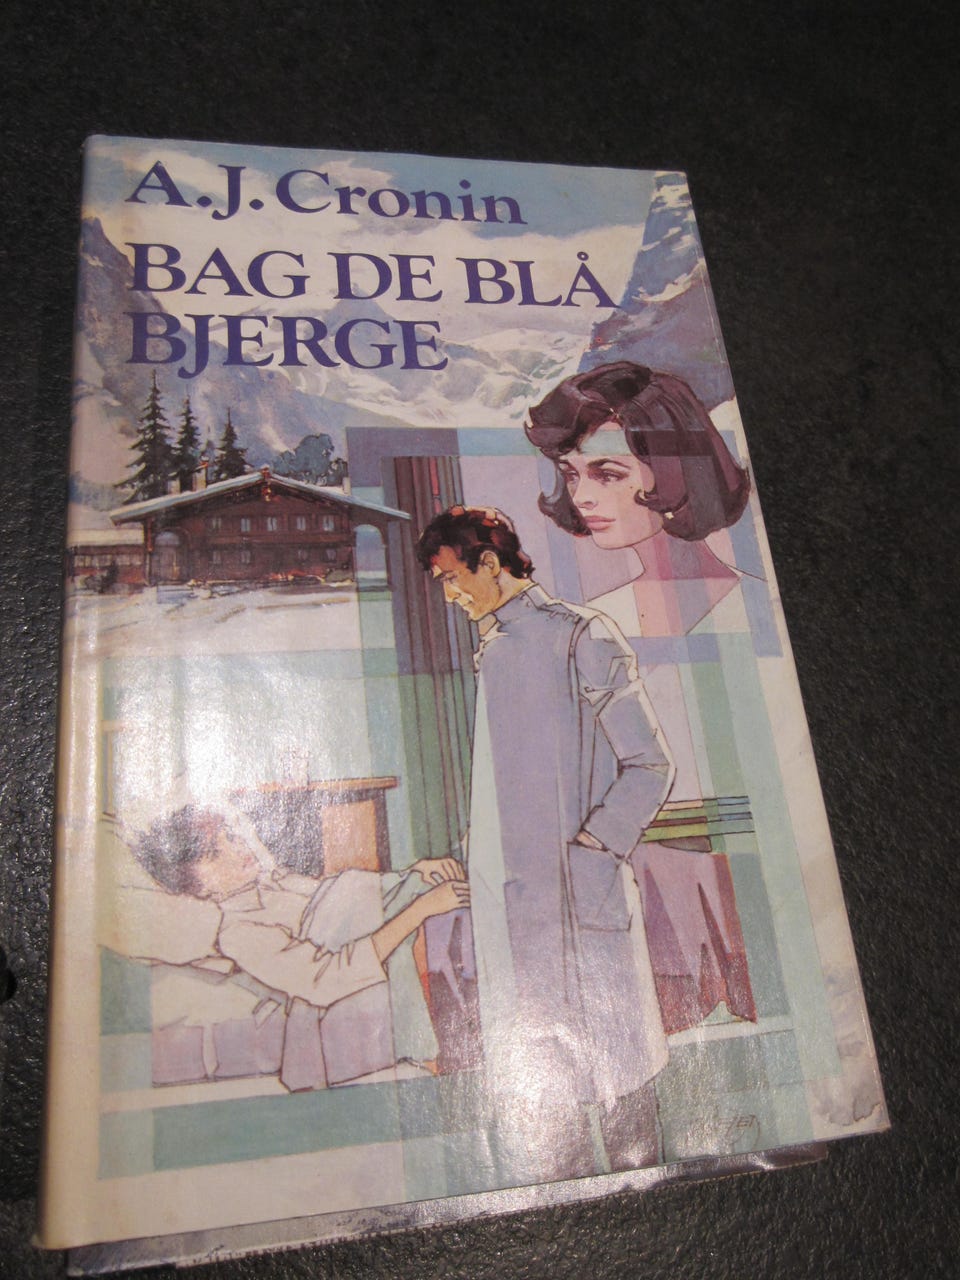 A.J. Cronin
BAG DE BLÅ
BJERGE